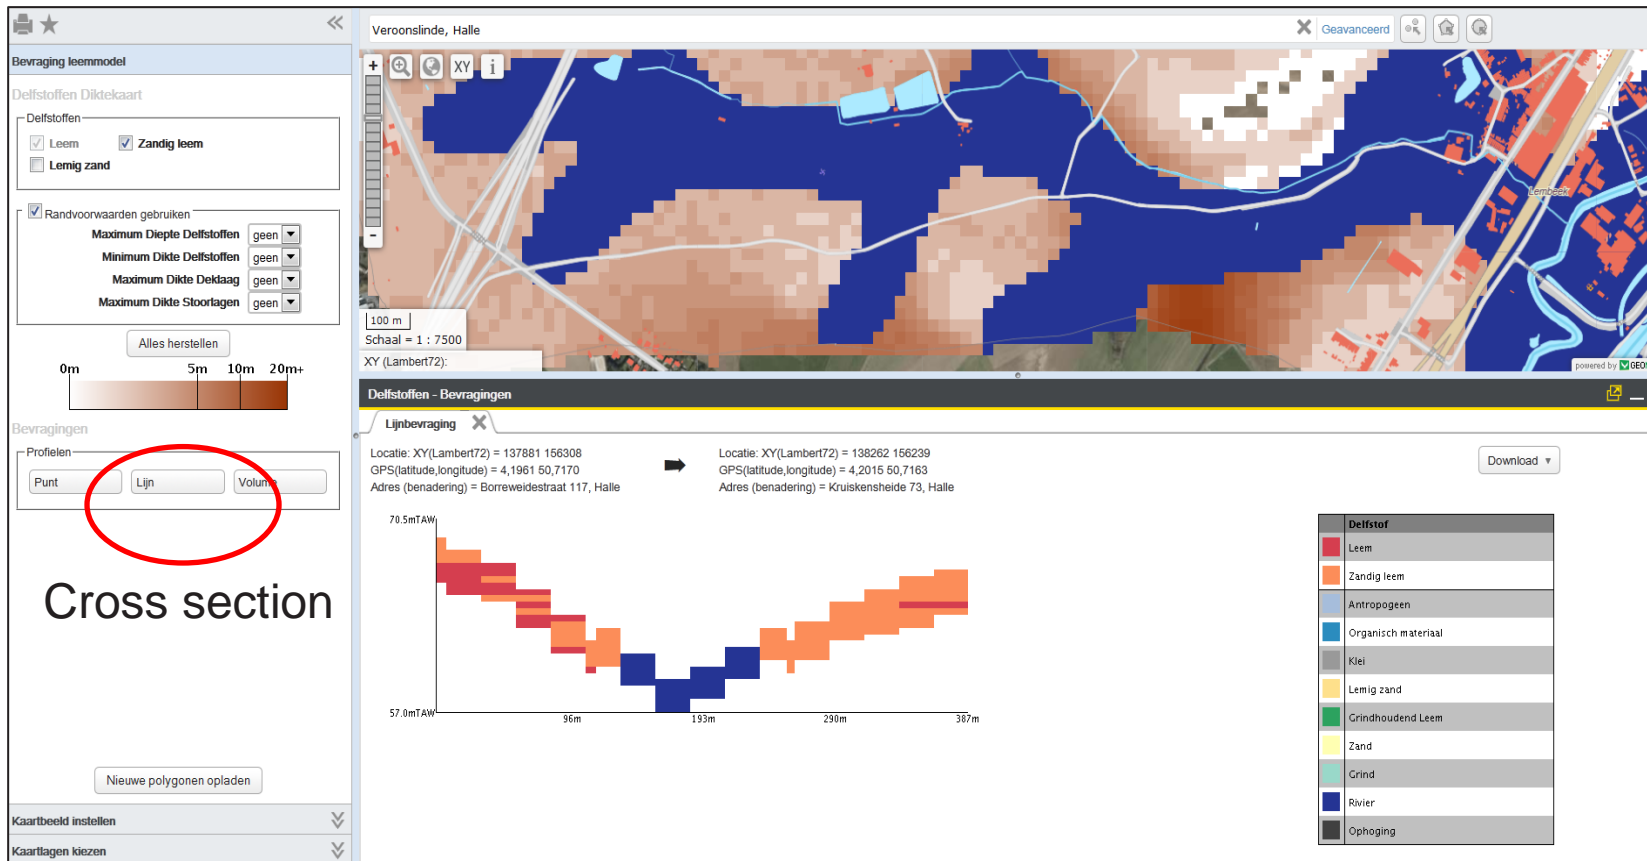 Veroonslinde, Halle
Geavanceerd
Bevraging leemmodel
Delfstoffen Diktekaart
Delfstoffen
Leem
Zandig leem
Lemig zand
Randvoorwaarden gebruiken
Maximum Diepte Delfstoffen geen
Minimum Dikte Delfstoffen geen
Maximum Dikte Deklaag geen
Maximum Dikte Stoorlagen geen
Alles herstellen
0m 5m 10m 20m+
Bevragingen
Profielen
Punt Lijn Volume
Cross section
Nieuwe polygonen opladen
Kaartbeeld instellen
Kaartlagen kiezen
+ XY i
-
Lembeek
100 m
Schaal = 1 : 7500
XY (Lambert72):
powered by GEO
Delfstoffen - Bevragingen
Lijnbevraging
Locatie: XY(Lambert72) = 137881 156308
GPS(latitude,longitude) = 4,1961 50,7170
Adres (benadering) = Borreweidestraat 117, Halle
Locatie: XY(Lambert72) = 138262 156239
GPS(latitude,longitude) = 4,2015 50,7163
Adres (benadering) = Kruiskensheide 73, Halle
Download
70.5mTAW
57.0mTAW
96m 193m 290m 387m
Delfstof
Leem
Zandig leem
Antropogeen
Organisch materiaal
Klei
Lemig zand
Grindhoudend Leem
Zand
Grind
Rivier
Ophoging